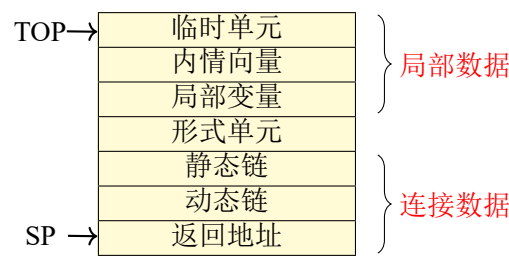 TOP 临时单元
内情向量
局部数据
局部变量
形式单元
静态链
动态链
连接数据
SP 返回地址